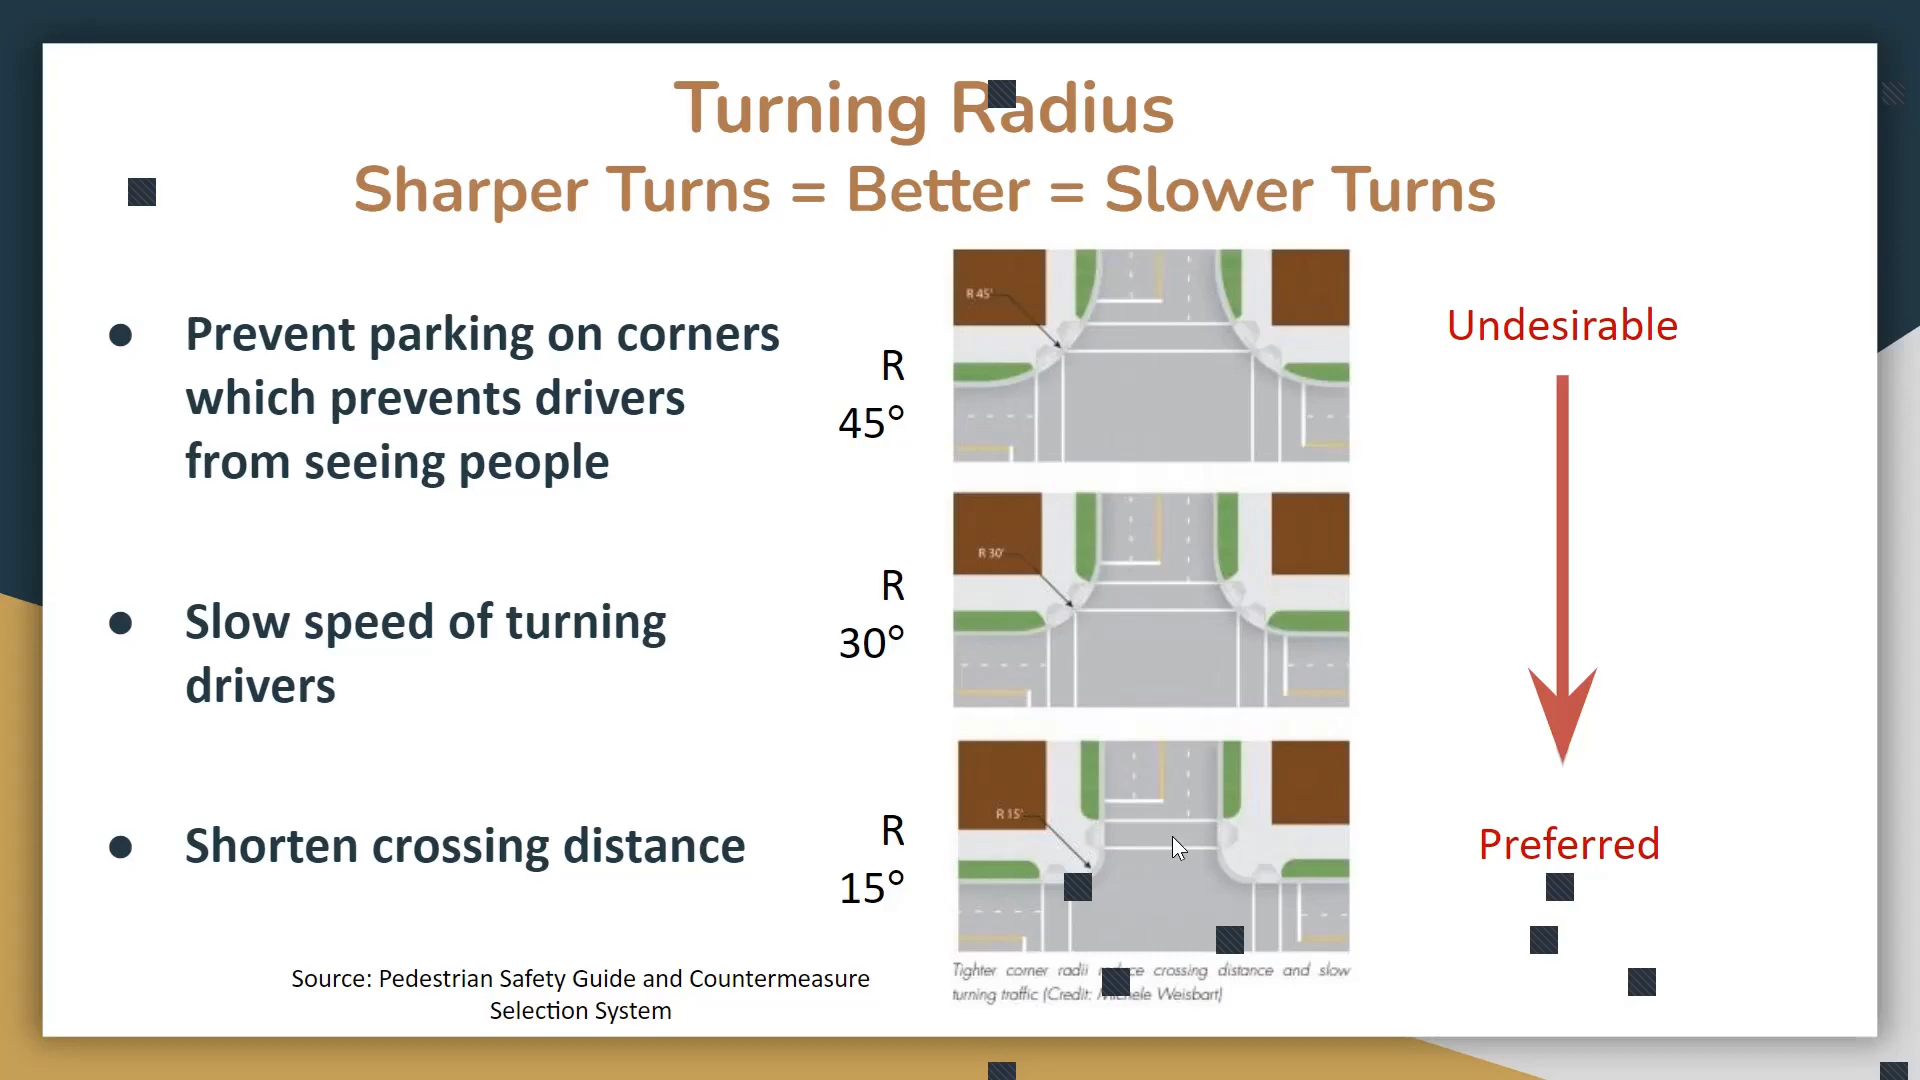 Turning Radius
Sharper Turns = Better = Slower Turns
● Prevent parking on corners
which prevents drivers
from seeing people
● Slow speed of turning
drivers
● Shorten crossing distance
R
45°
R
30°
R
15°
R 45'
R 30'
R 15'
Undesirable
Preferred
Tighter corner radii crossing distance and slow
turning traffic (Credit: Weisbart)
Source: Pedestrian Safety Guide and Countermeasure
Selection System